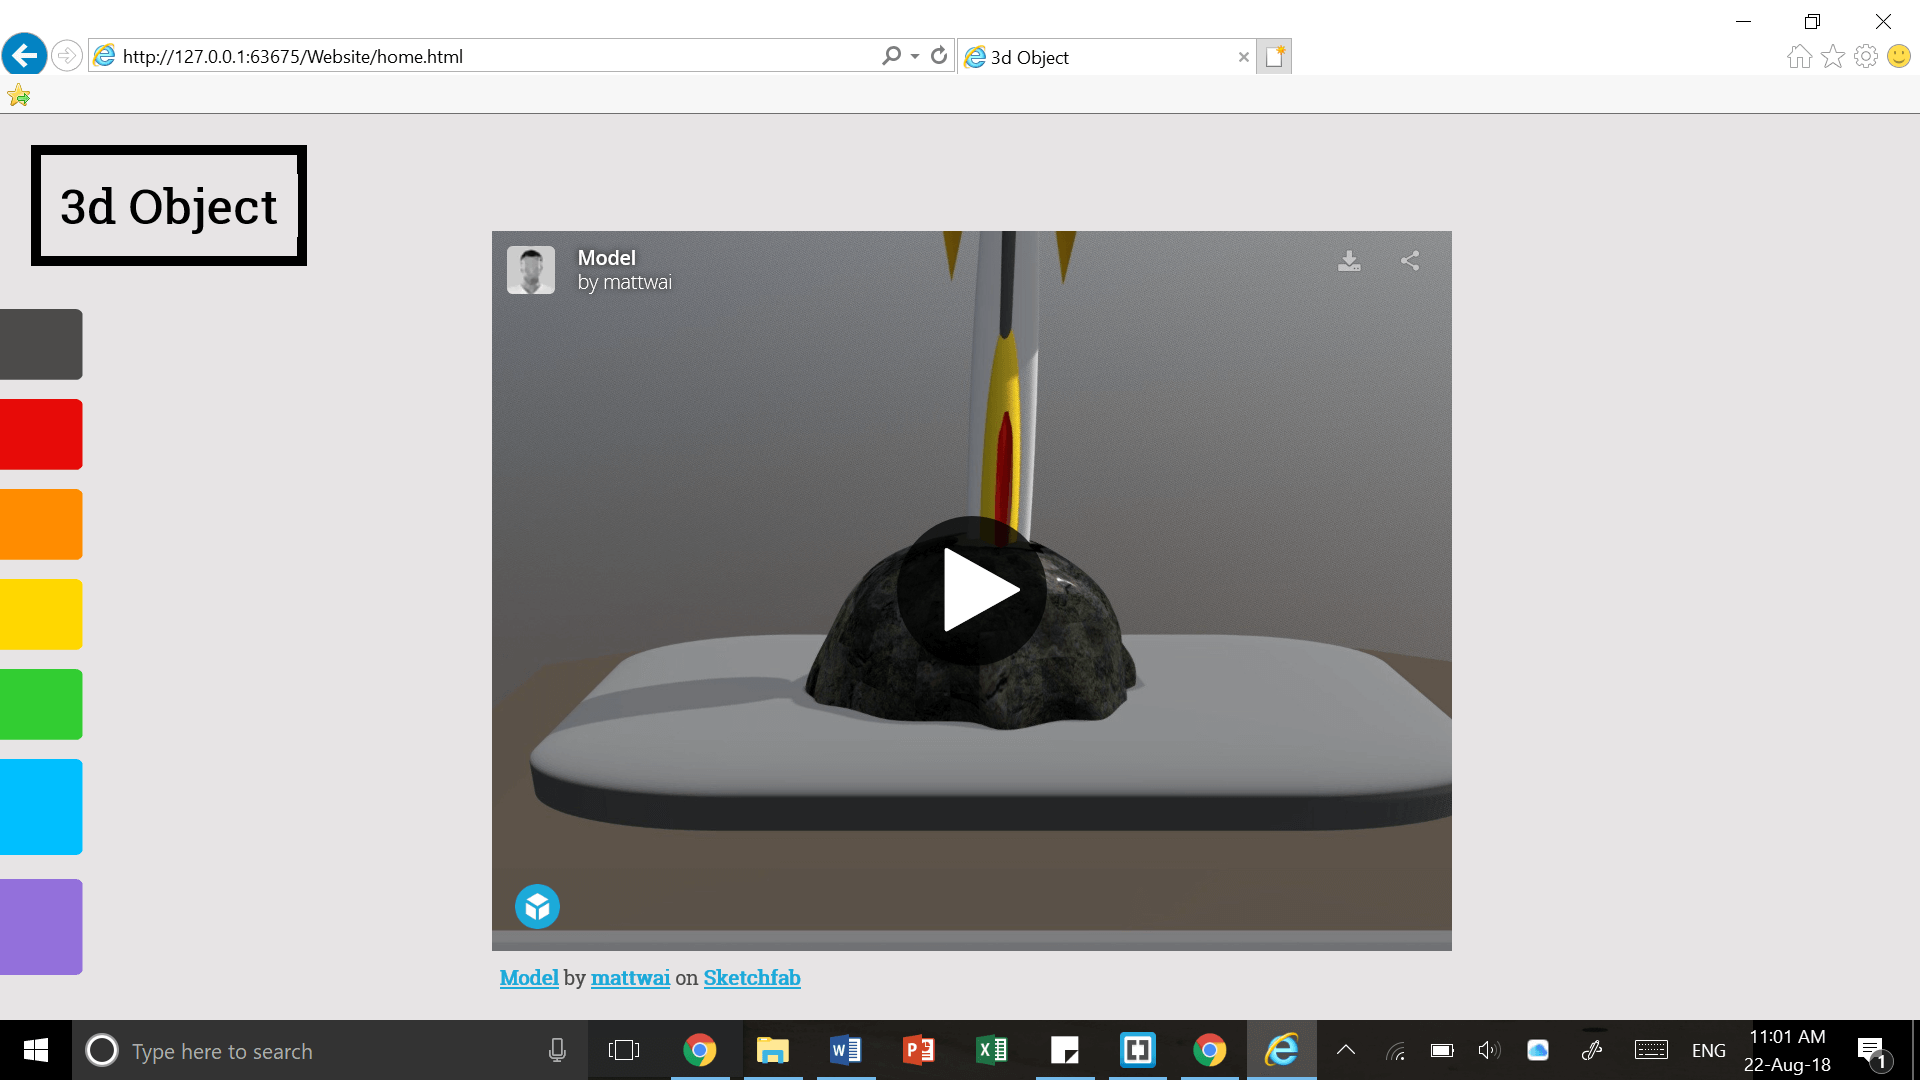 http://127.0.0.1:63675/Website/home.html
3d Object
3d Object
Model
by mattwai
Model by mattwai on Sketchfab
Type here to search
ENG
11:01 AM
22-Aug-18
1